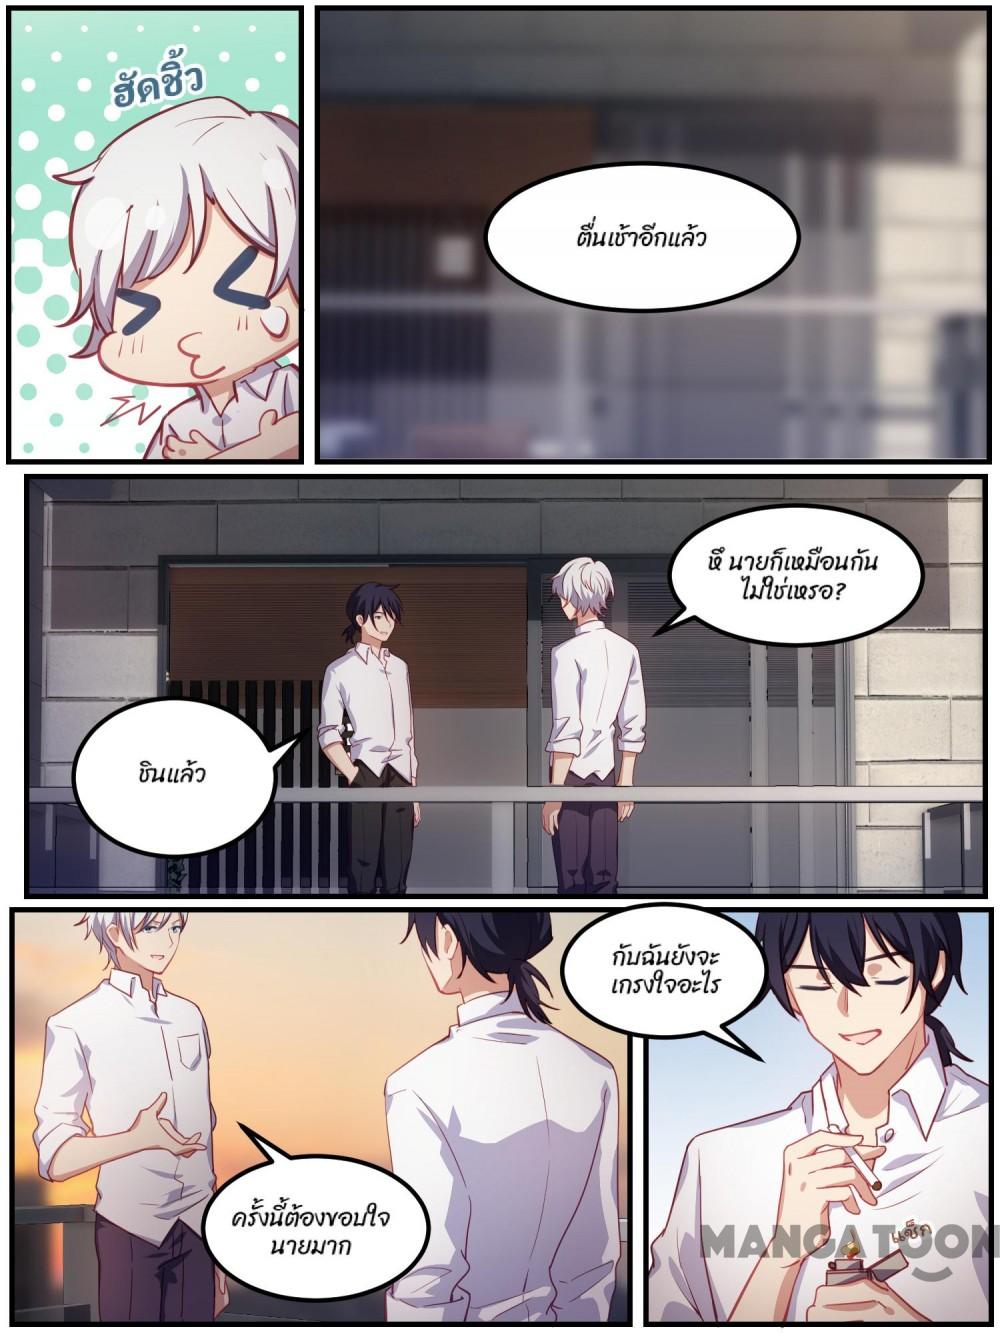 ฮัดชิ้ว
ตื่นเช้าอีกแล้ว
หึ นายก็เหมือนกัน
ไม่ใช่เหรอ?
ชินแล้ว
ครั้งนี้ต้องขอบใจ
นายมาก
กับฉันยังจะ
เกรงใจอะไร
แช็ก
MANGATOON